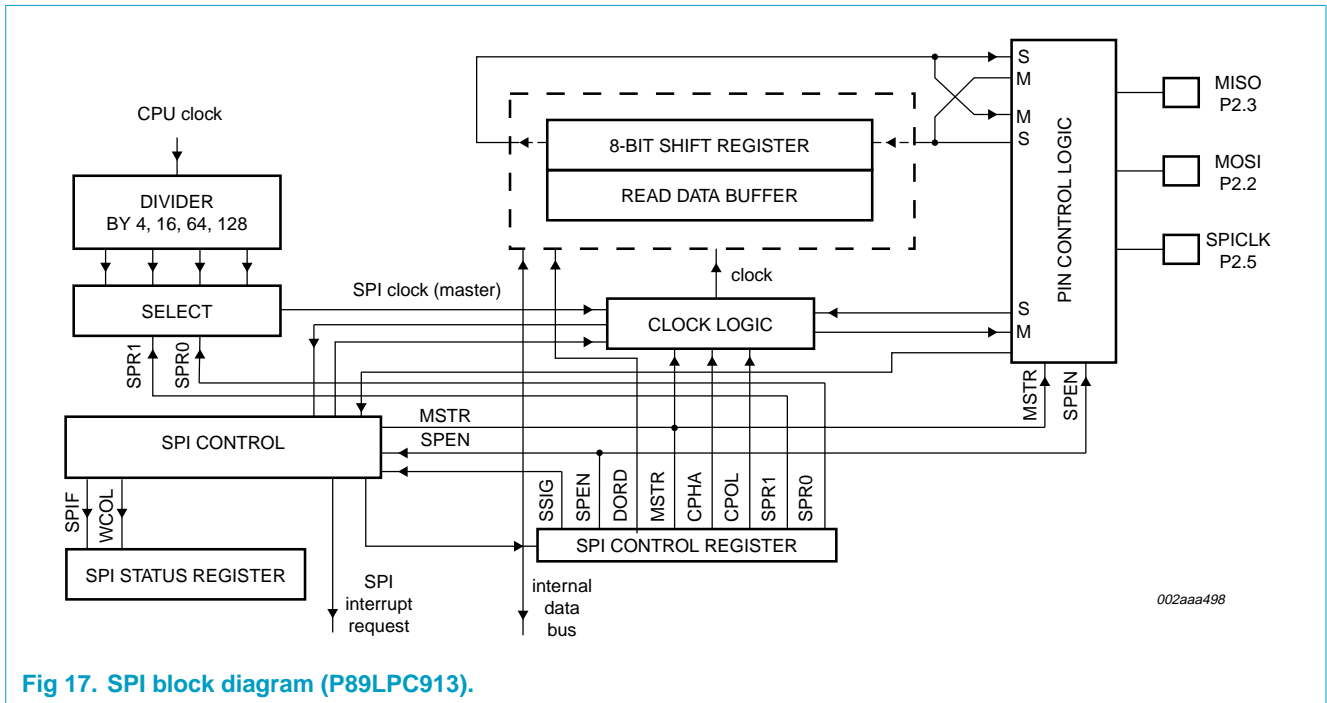 S
M
MISO
P2.3
CPU clock
M
8-BIT SHIFT REGISTER
S
DIVIDER
BY 4, 16, 64, 128
READ DATA BUFFER
PIN CONTROL LOGIC
MOSI
P2.2
SPICLK
P2.5
clock
SPI clock (master)
SELECT
CLOCK LOGIC
S
M
SPR1
SPR0
MSTR
SPEN
MSTR
SPI CONTROL
SPEN
SSIG
SPEN
DORD
MSTR
CPHA
CPOL
SPR1
SPR0
SPIF
WCOL
SPI CONTROL REGISTER
SPI STATUS REGISTER
SPI
interrupt
request
internal
data
bus
002aaa498
Fig 17. SPI block diagram (P89LPC913).